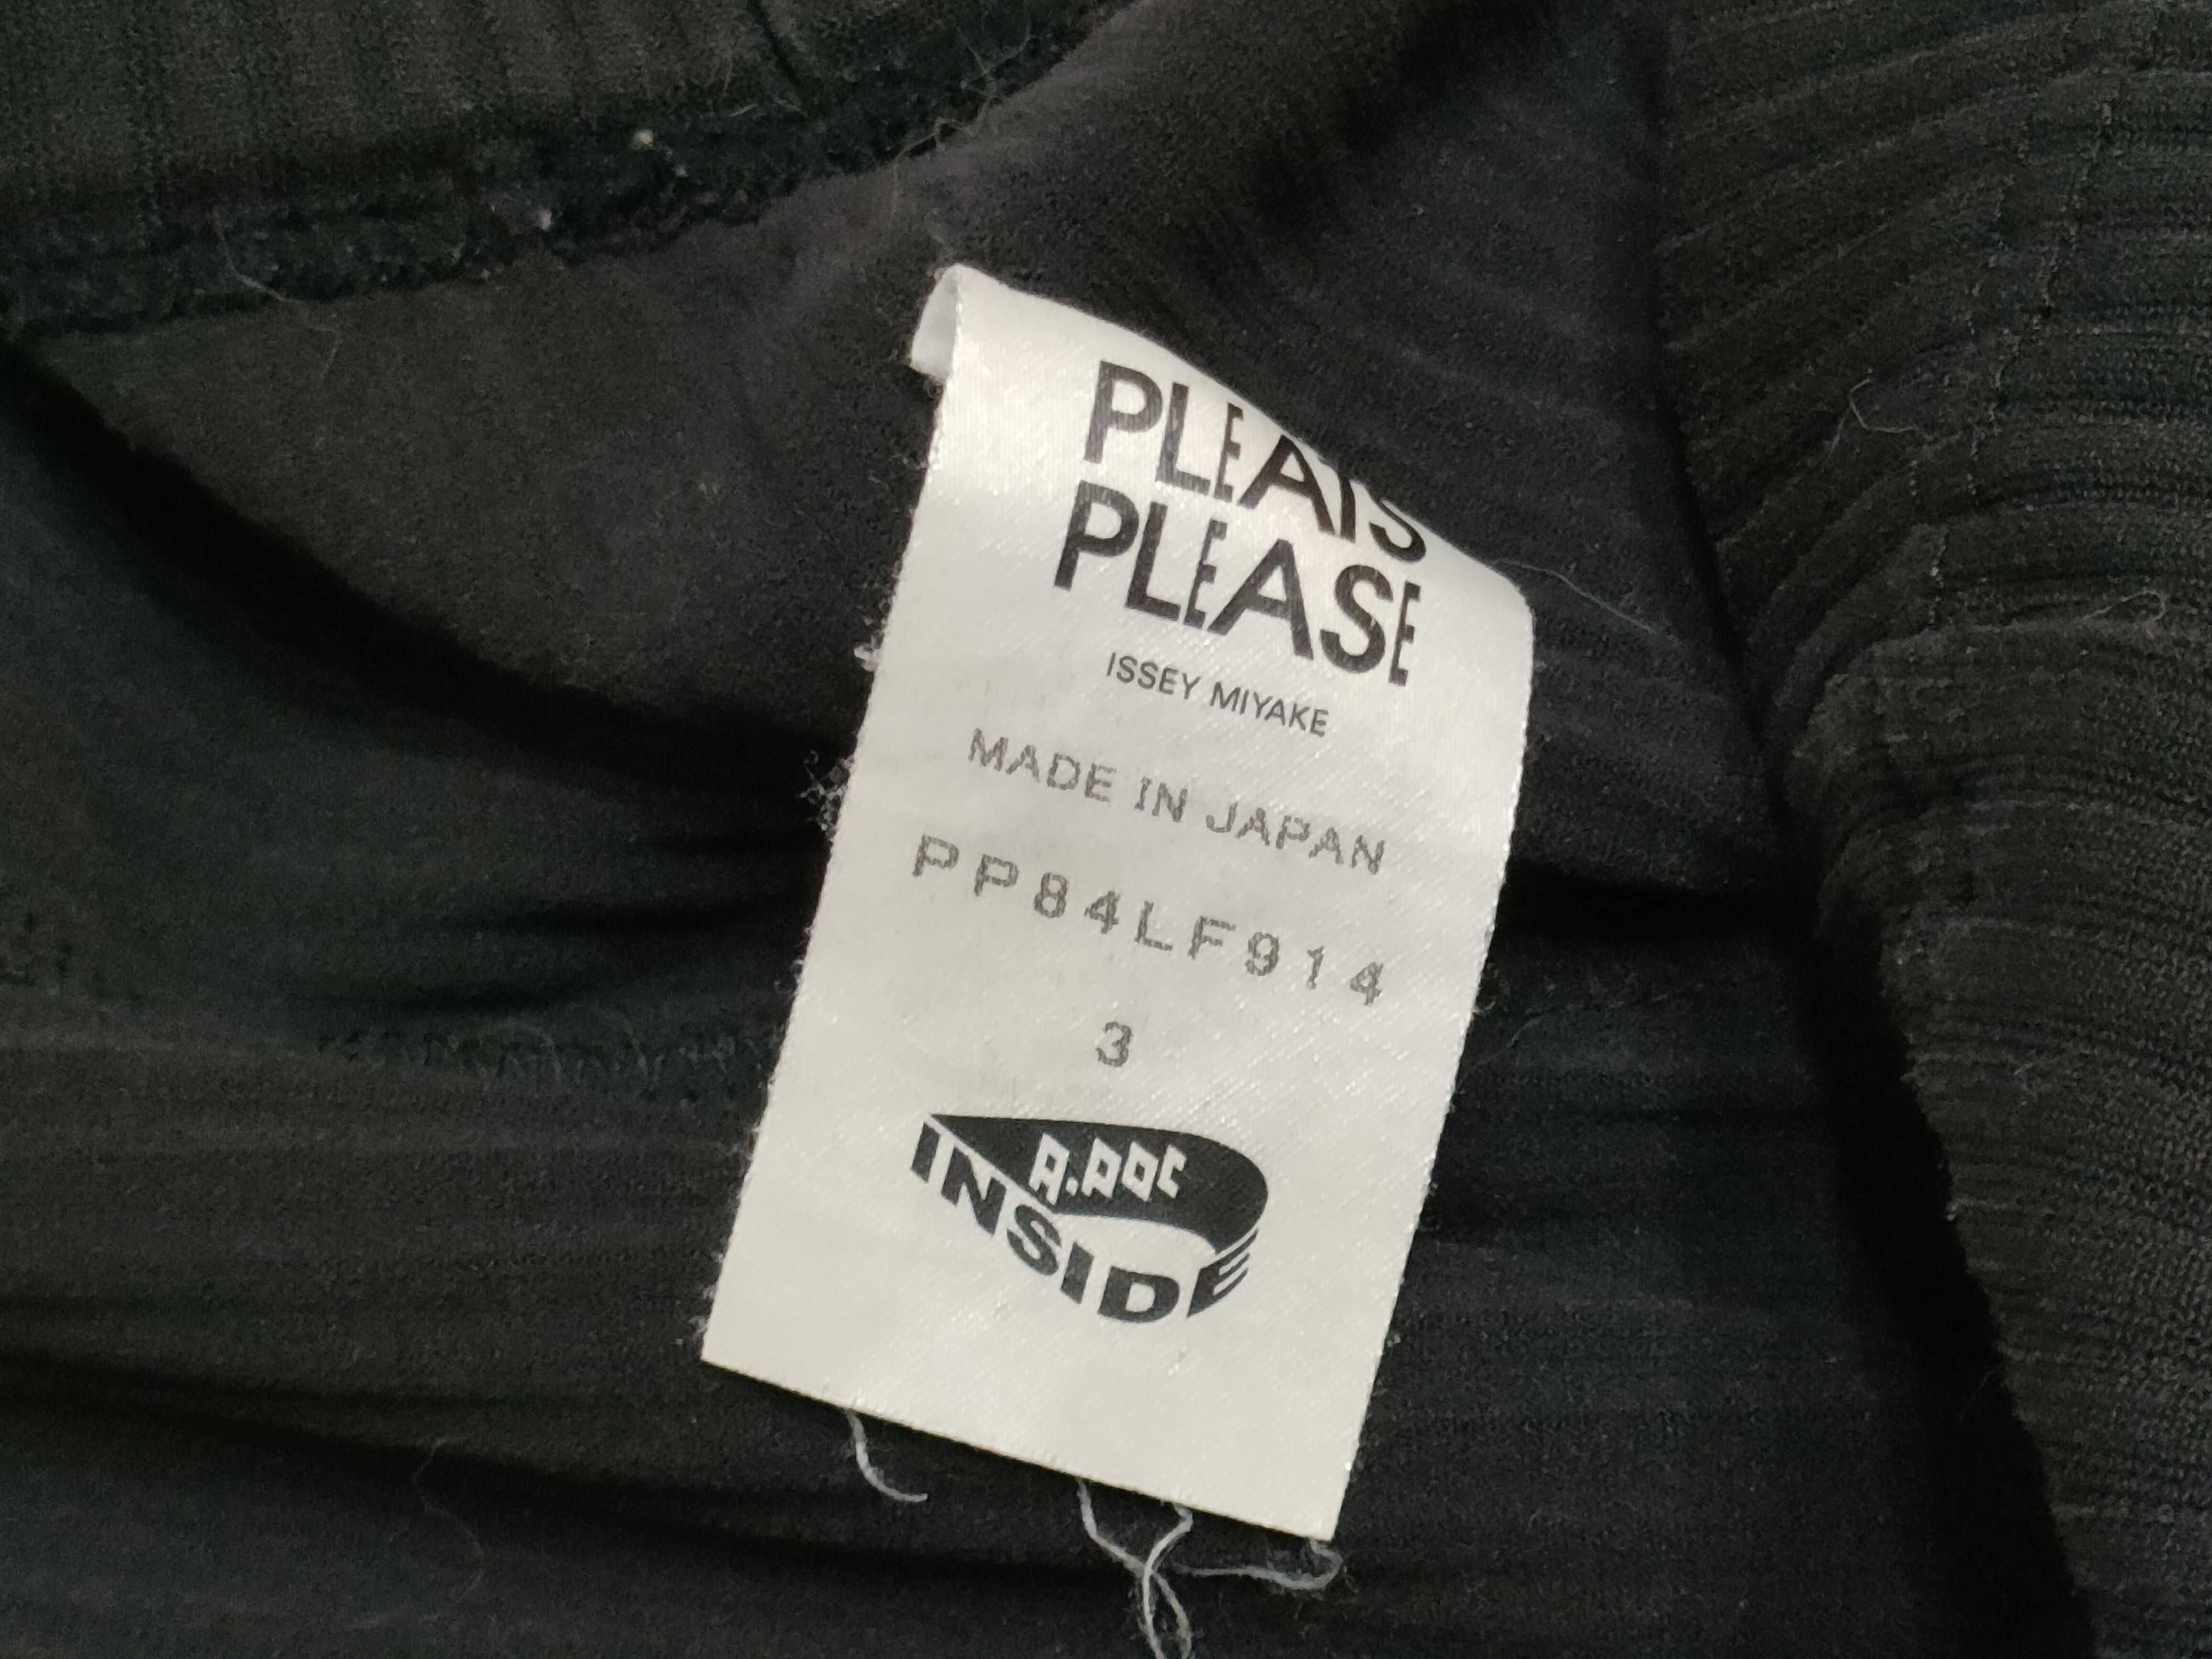 PLEATS
PLEASE
ISSEY MIYAKE
MADE IN JAPAN
PP84LF914
3
A.POC
INSIDE